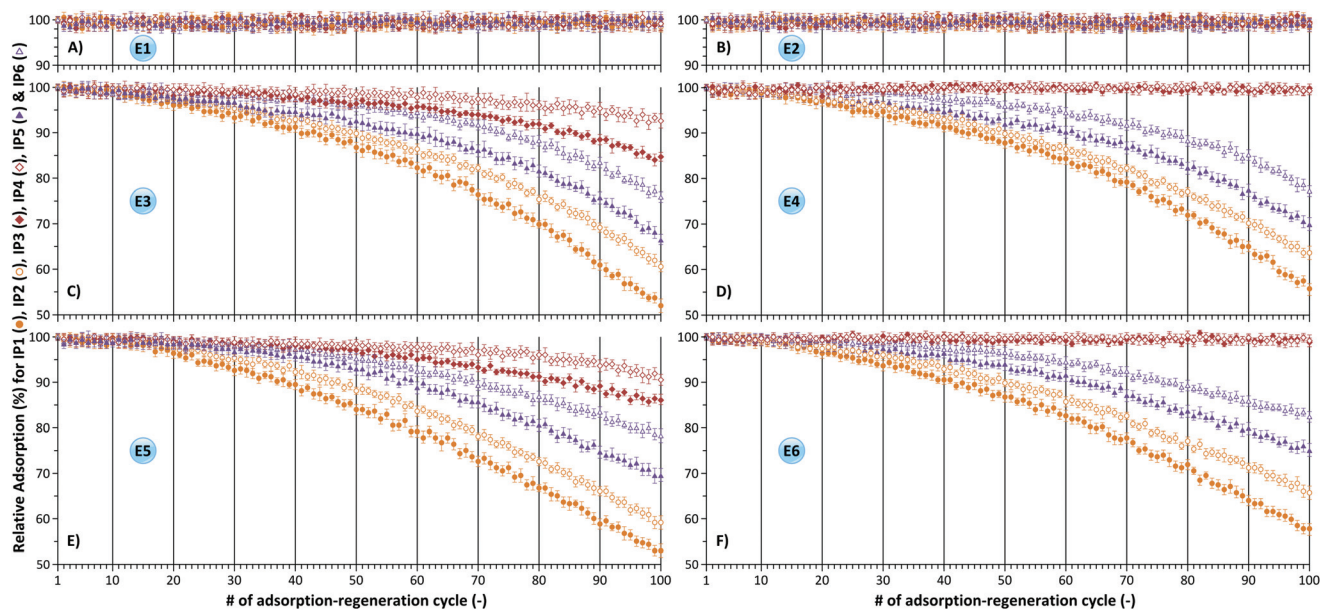 Relative Adsorption (%) for IP1 (●), IP2 (○), IP3 (◆), IP4 (◇), IP5 (▲) & IP6 (△)
100
90
A)
E1
B)
E2
100
90
100
90
80
70
60
50
E3
C)
100
90
80
70
60
50
E4
D)
100
90
80
70
60
50
E5
E)
100
90
80
70
60
50
E6
F)
1 10 20 30 40 50 60 70 80 90 100
1 10 20 30 40 50 60 70 80 90 100
# of adsorption-regeneration cycle (-)
# of adsorption-regeneration cycle (-)